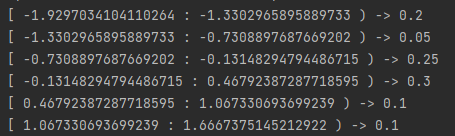 [ -1.9297034104110264 : -1.3302965895889733 ) -> 0.2
[ -1.3302965895889733 : -0.7308897687669202 ) -> 0.05
[ -0.7308897687669202 : -0.13148294794486715 ) -> 0.25
[ -0.13148294794486715 : 0.46792387287718595 ) -> 0.3
[ 0.46792387287718595 : 1.067330693699239 ) -> 0.1
[ 1.067330693699239 : 1.6667375145212922 ) -> 0.1